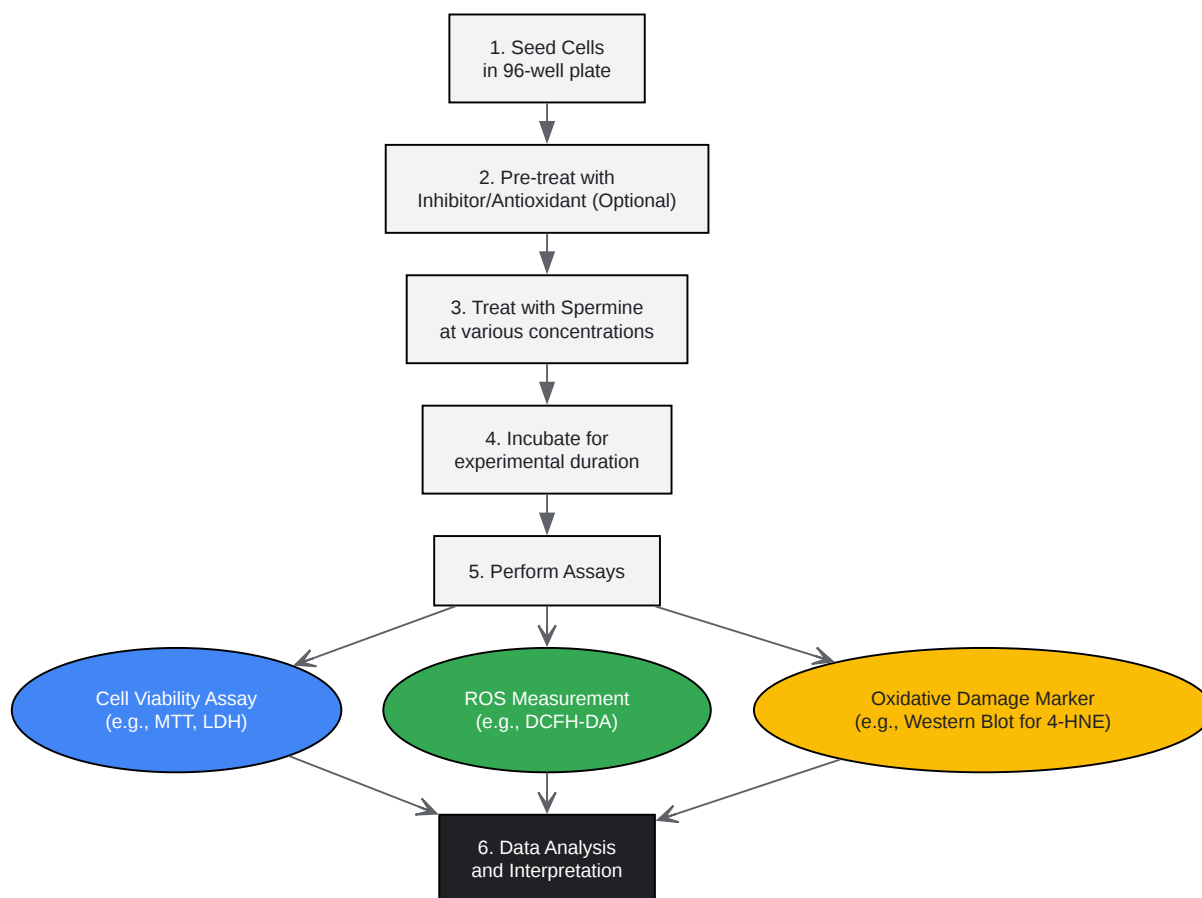 1. Seed Cells
in 96-well plate
2. Pre-treat with
Inhibitor/Antioxidant (Optional)
3. Treat with Spermine
at various concentrations
4. Incubate for
experimental duration
5. Perform Assays
Cell Viability Assay
(e.g., MTT, LDH)
ROS Measurement
(e.g., DCFH-DA)
Oxidative Damage Marker
(e.g., Western Blot for 4-HNE)
6. Data Analysis
and Interpretation